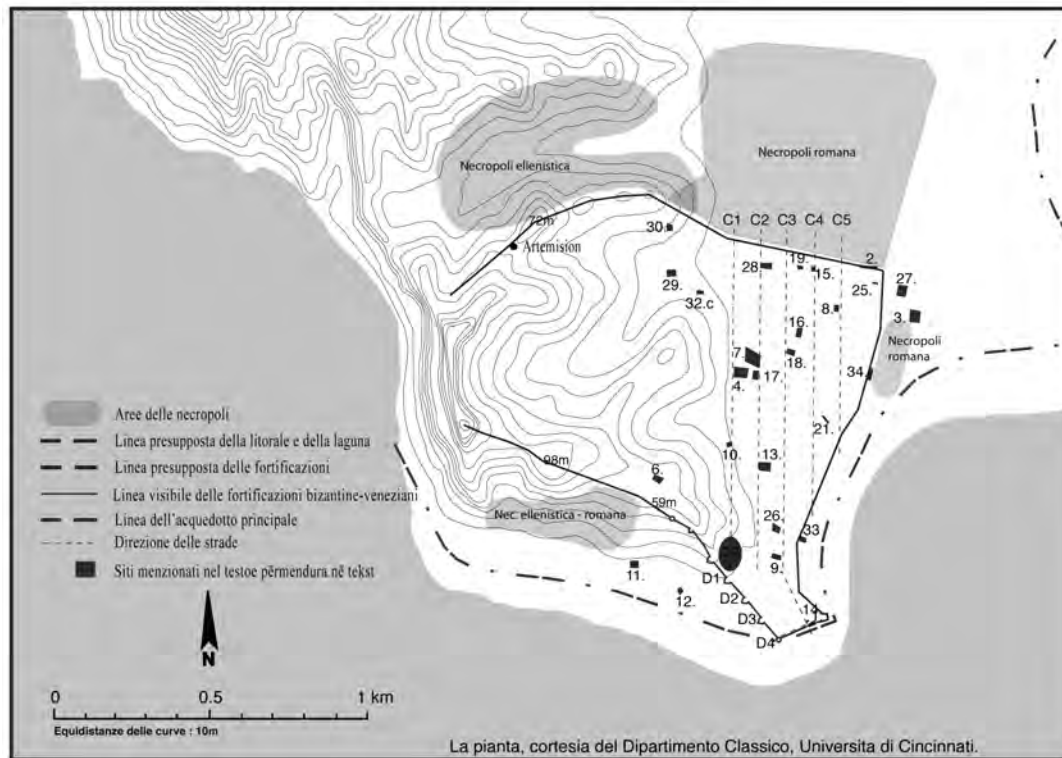 Necropoli ellenistica
Necropoli romana
72m
Artemision
30.
C1 C2 C3 C4 C5
29.
32.c
28.
19.
15.
2.
25.
27.
8.
3.
16.
Necropoli romana
7.
18.
4.
17.
34
21.
10.
13.
98m
6.
59m
Nec. ellenistica - romana
26.
33
11.
9.
D1
12.
D2
D3
14.
D4
Aree delle necropoli
Linea presupposta della litorale e della laguna
Linea presupposta delle fortificazioni
Linea visibile delle fortificazioni bizantine-veneziani
Linea dell'acquedotto principale
Direzione delle strade
Siti menzionati nel testoe përmendura në tekst
N
0 0.5 1 km
Equidistanze delle curve : 10m
La pianta, cortesia del Dipartimento Classico, Universita di Cincinnati.